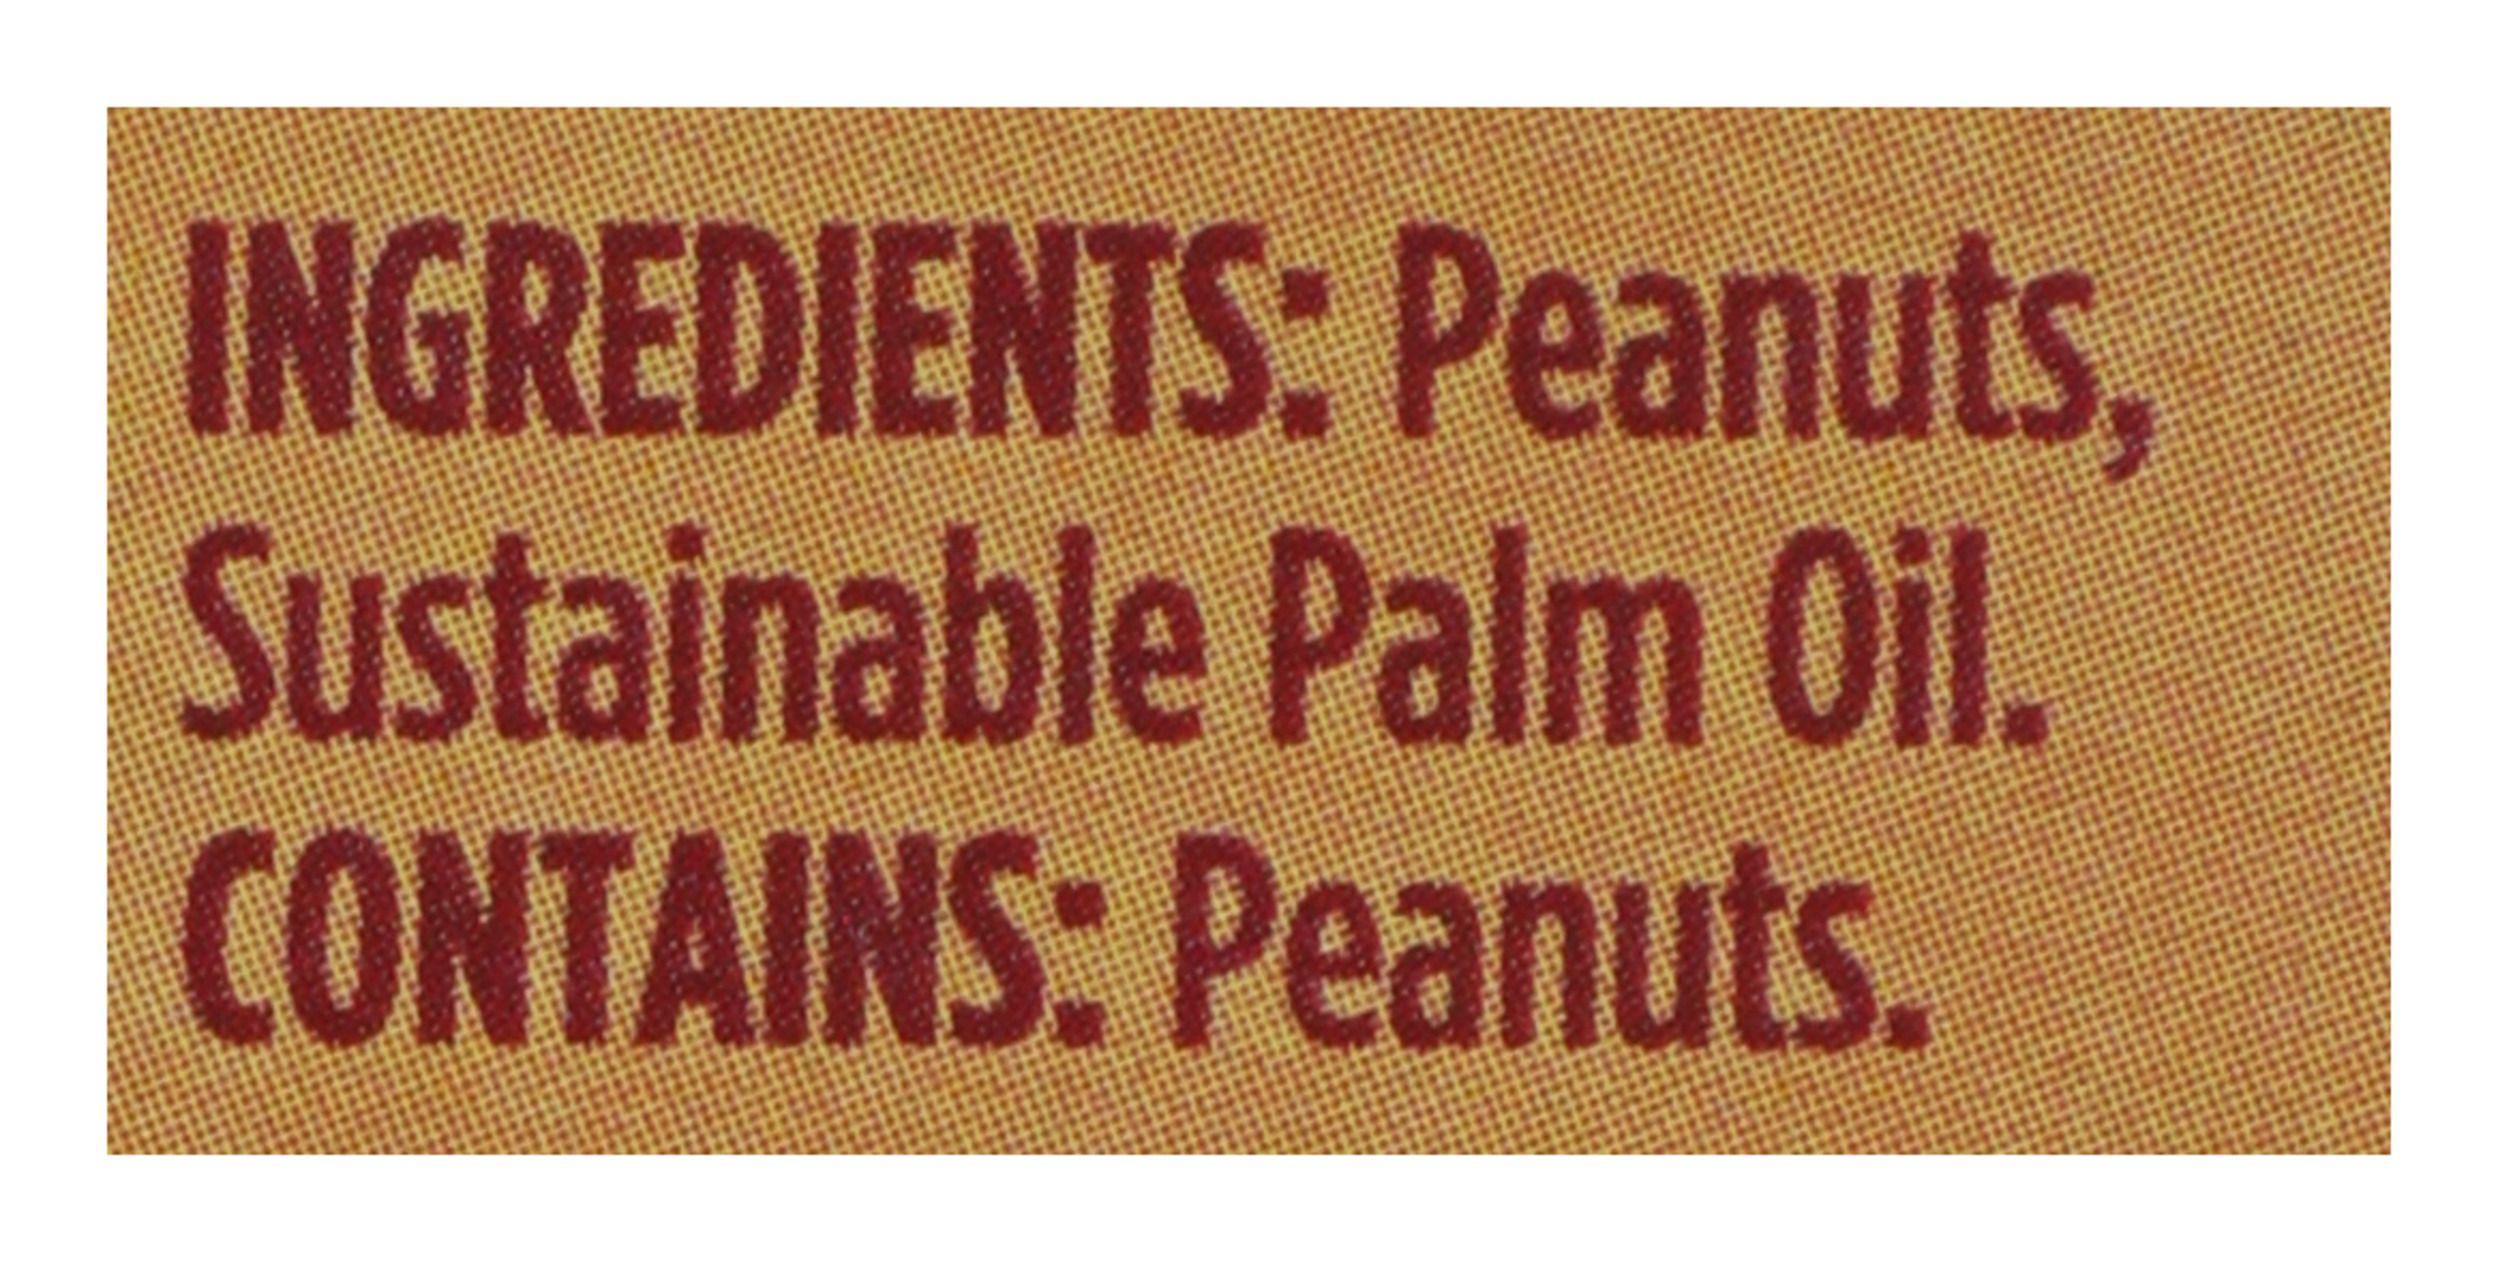 INGREDIENTS: Peanuts,
Sustainable Palm Oil.
CONTAINS: Peanuts.